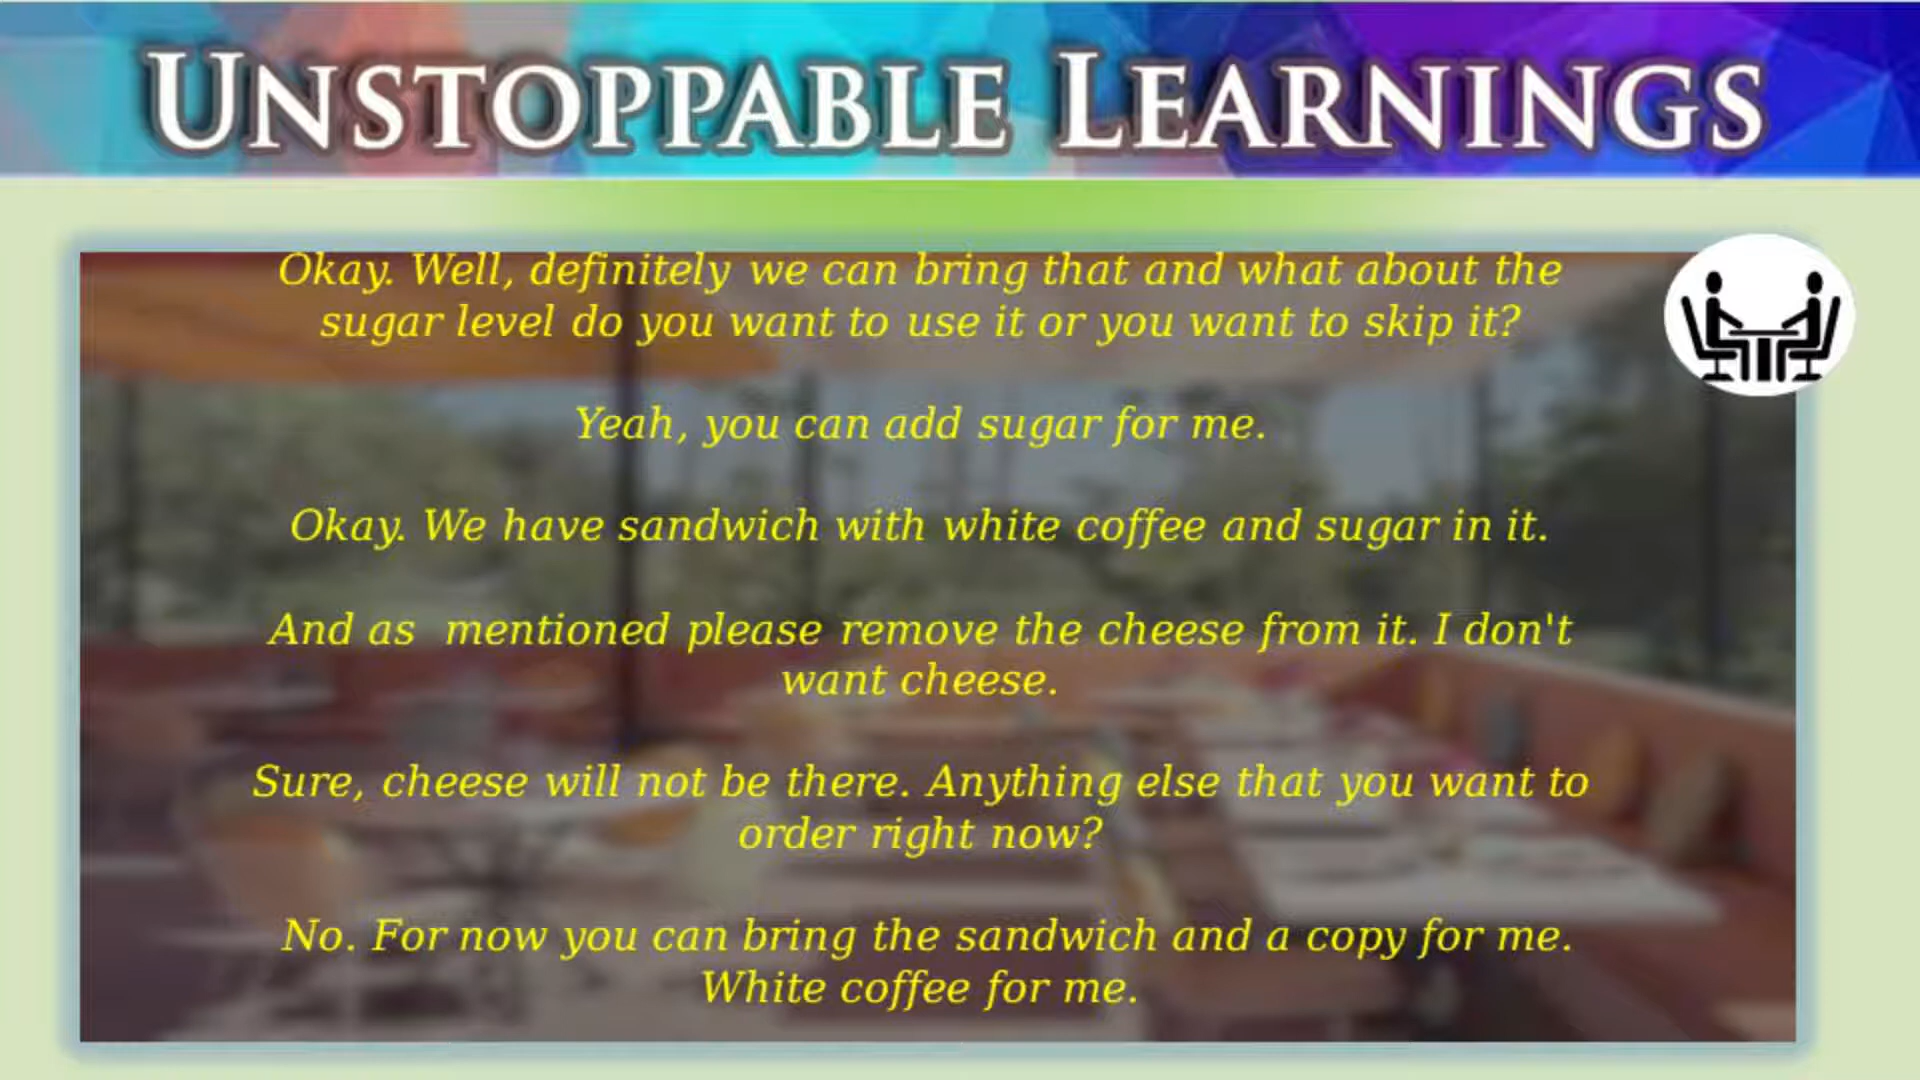 UNSTOPPABLE LEARNINGS
Okay. Well, definitely we can bring that and what about the
sugar level do you want to use it or you want to skip it?
Yeah, you can add sugar for me.
Okay. We have sandwich with white coffee and sugar in it.
And as  mentioned please remove the cheese from it. I don't
want cheese.
Sure, cheese will not be there. Anything else that you want to
order right now?
No. For now you can bring the sandwich and a copy for me.
White coffee for me.